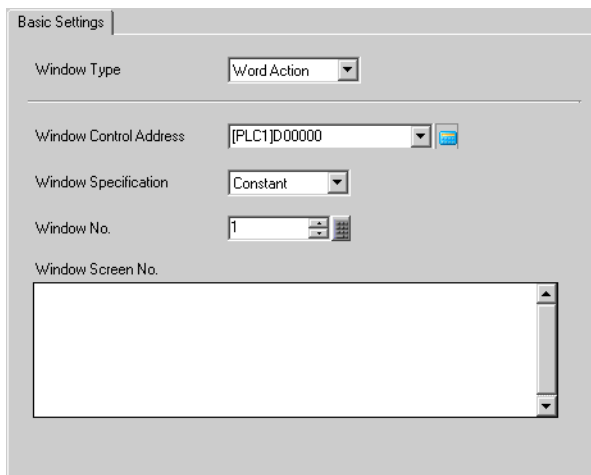 Basic Settings
Window Type Word Action
Window Control Address [PLC1]D00000
Window Specification Constant
Window No. 1
Window Screen No.